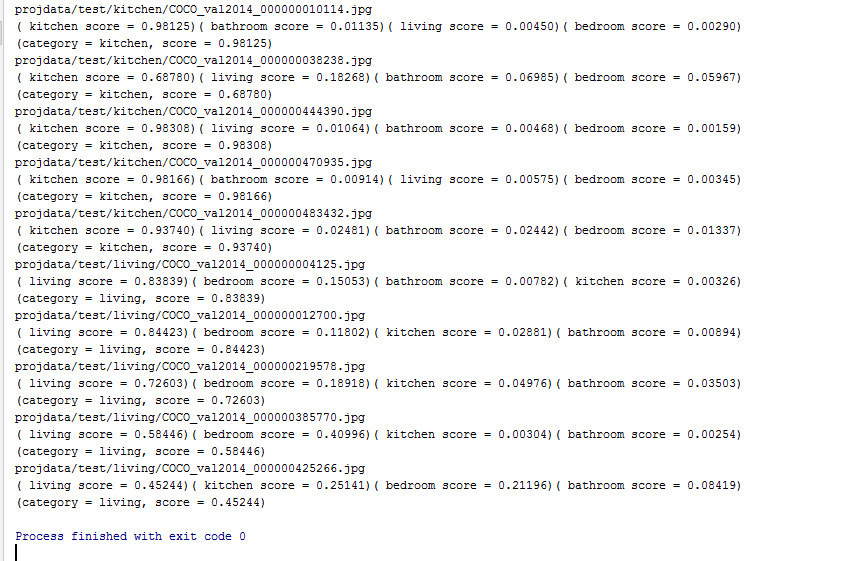 projdata/test/kitchen/COCO_val2014_000000010114.jpg
( kitchen score = 0.98125)( bathroom score = 0.01135)( living score = 0.00450)( bedroom score = 0.00290)
(category = kitchen, score = 0.98125)
projdata/test/kitchen/COCO_val2014_000000038238.jpg
( kitchen score = 0.68780)( living score = 0.18268)( bathroom score = 0.06985)( bedroom score = 0.05967)
(category = kitchen, score = 0.68780)
projdata/test/kitchen/COCO_val2014_000000444390.jpg
( kitchen score = 0.98308)( living score = 0.01064)( bathroom score = 0.00468)( bedroom score = 0.00159)
(category = kitchen, score = 0.98308)
projdata/test/kitchen/COCO_val2014_000000470935.jpg
( kitchen score = 0.98166)( bathroom score = 0.00914)( living score = 0.00575)( bedroom score = 0.00345)
(category = kitchen, score = 0.98166)
projdata/test/kitchen/COCO_val2014_000000483432.jpg
( kitchen score = 0.93740)( living score = 0.02481)( bathroom score = 0.02442)( bedroom score = 0.01337)
(category = kitchen, score = 0.93740)
projdata/test/living/COCO_val2014_000000004125.jpg
( living score = 0.83839)( bedroom score = 0.15053)( bathroom score = 0.00782)( kitchen score = 0.00326)
(category = living, score = 0.83839)
projdata/test/living/COCO_val2014_000000012700.jpg
( living score = 0.84423)( bedroom score = 0.11802)( kitchen score = 0.02881)( bathroom score = 0.00894)
(category = living, score = 0.84423)
projdata/test/living/COCO_val2014_000000219578.jpg
( living score = 0.72603)( bedroom score = 0.18918)( kitchen score = 0.04976)( bathroom score = 0.03503)
(category = living, score = 0.72603)
projdata/test/living/COCO_val2014_000000385770.jpg
( living score = 0.58446)( bedroom score = 0.40996)( kitchen score = 0.00304)( bathroom score = 0.00254)
(category = living, score = 0.58446)
projdata/test/living/COCO_val2014_000000425266.jpg
( living score = 0.45244)( kitchen score = 0.25141)( bedroom score = 0.21196)( bathroom score = 0.08419)
(category = living, score = 0.45244)
Process finished with exit code 0